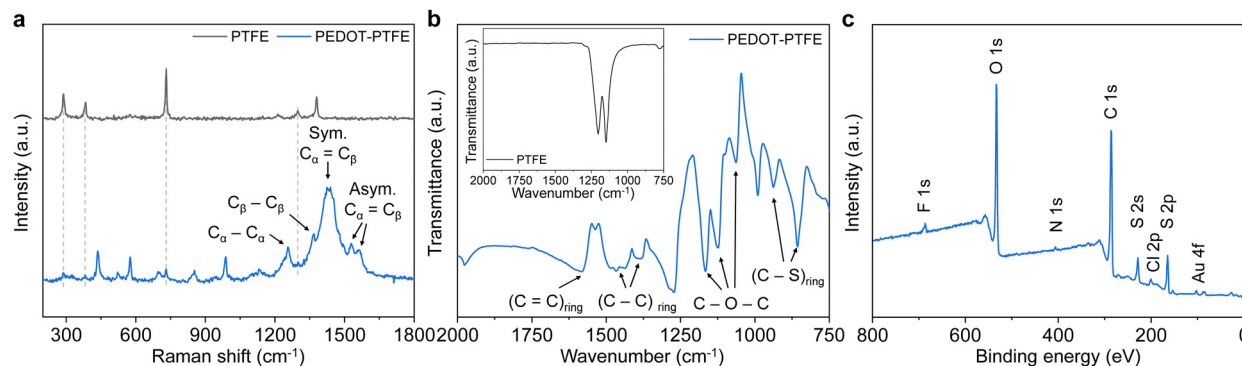 a
PTFE
PEDOT-PTFE
Sym.
Cα = Cβ
Asym.
Cα = Cβ
Cβ – Cβ
Cα – Cα
Intensity (a.u.)
300 600 900 1200 1500 1800
Raman shift (cm-1)
b
PEDOT-PTFE
Transmittance (a.u.)
PTFE
2000 1750 1500 1250 1000 750
Wavenumber (cm-1)
(C = C)ring
(C – C) ring
C – O – C
(C – S)ring
Transmittance (a.u.)
2000 1750 1500 1250 1000 750
Wavenumber (cm-1)
c
O 1s
C 1s
F 1s
N 1s
S 2s
Cl 2p
S 2p
Au 4f
Intensity (a.u.)
800 600 400 200
Binding energy (eV)